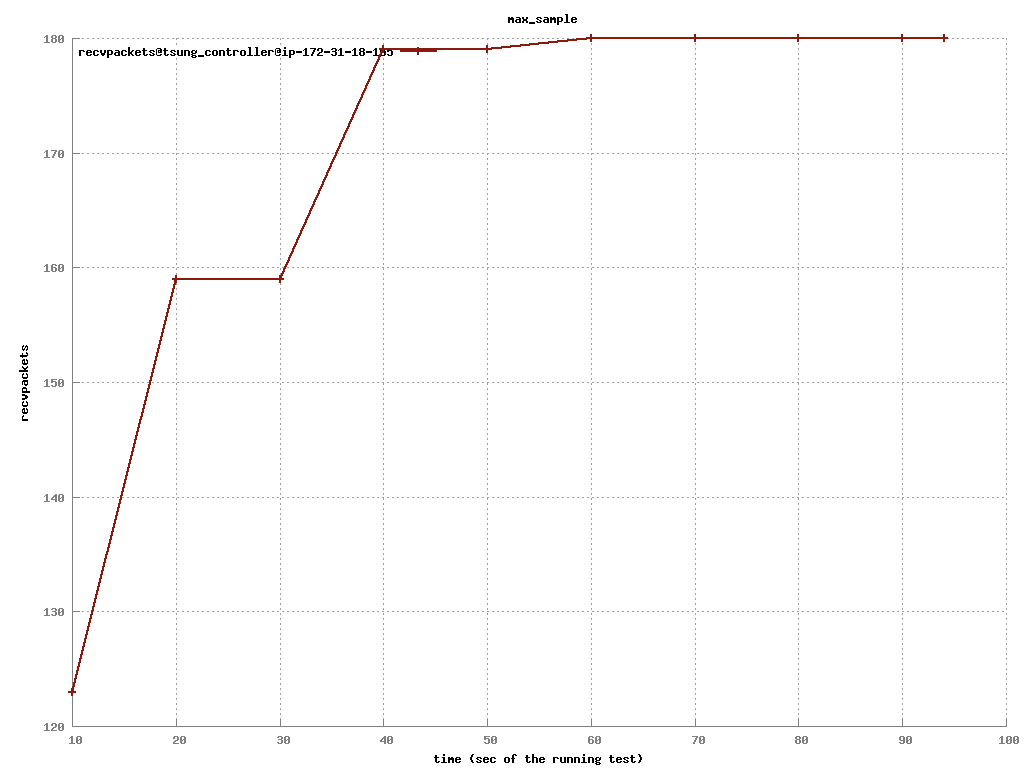 max_sample
180
recvpackets@tsung_controller@ip-172-31-18-155
170
160
150
140
130
120
recvpackets
10 20 30 40 50 60 70 80 90 100
time (sec of the running test)